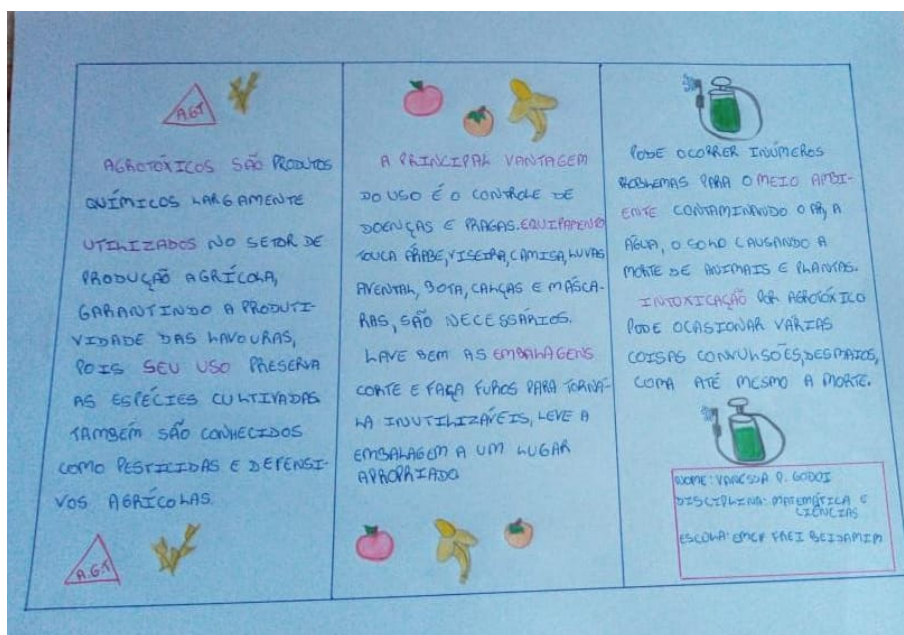 A.G.T
AGROTÓXICOS SÃO PRODUTOS
QUÍMICOS LARGAMENTE
UTILIZADOS NO SETOR DE
PRODUÇÃO AGRÍCOLA,
GARANTINDO A PRODUTI-
VIDADE DAS LAVOURAS,
POIS SEU USO PRESERVA
AS ESPÉCIES CULTIVADAS
TAMBÉM SÃO CONHECIDOS
COMO PESTICIDAS E DEFENSI-
VOS AGRÍCOLAS.
A.G.T
A PRINCIPAL VANTAGEM
DO USO É O CONTROLE DE
DOENÇAS E PRAGAS. EQUIPAMENTO
TOUCA ÁRABE, VISEIRA, CAMISA, LUVAS
AVENTAL, BOTA, CALÇAS E MÁSCA-
RAS, SÃO NECESSÁRIOS.
LAVE BEM AS EMBALAGENS
CORTE E FAÇA FUROS PARA TORNA-
LA INUTILIZÁVEIS, LEVE A
EMBALAGEM A UM LUGAR
APROPRIADO
PODE OCORRER INÚMEROS
PROBLEMAS PARA O MEIO AMBI-
ENTE CONTAMINANDO O AR, A
ÁGUA, O SOLO CAUSANDO A
MORTE DE ANIMAIS E PLANTAS.
INTOXICAÇÃO POR AGROTÓXICO
PODE OCASIONAR VÁRIAS
COISAS CONVULSÕES, DESMAIOS,
COMA ATÉ MESMO A MORTE.
NOME: VANESSA P. GODOI
DISCIPLINA: MATEMÁTICA E
CIÊNCIAS
ESCOLA: EMEF FREI BEIJAMIM